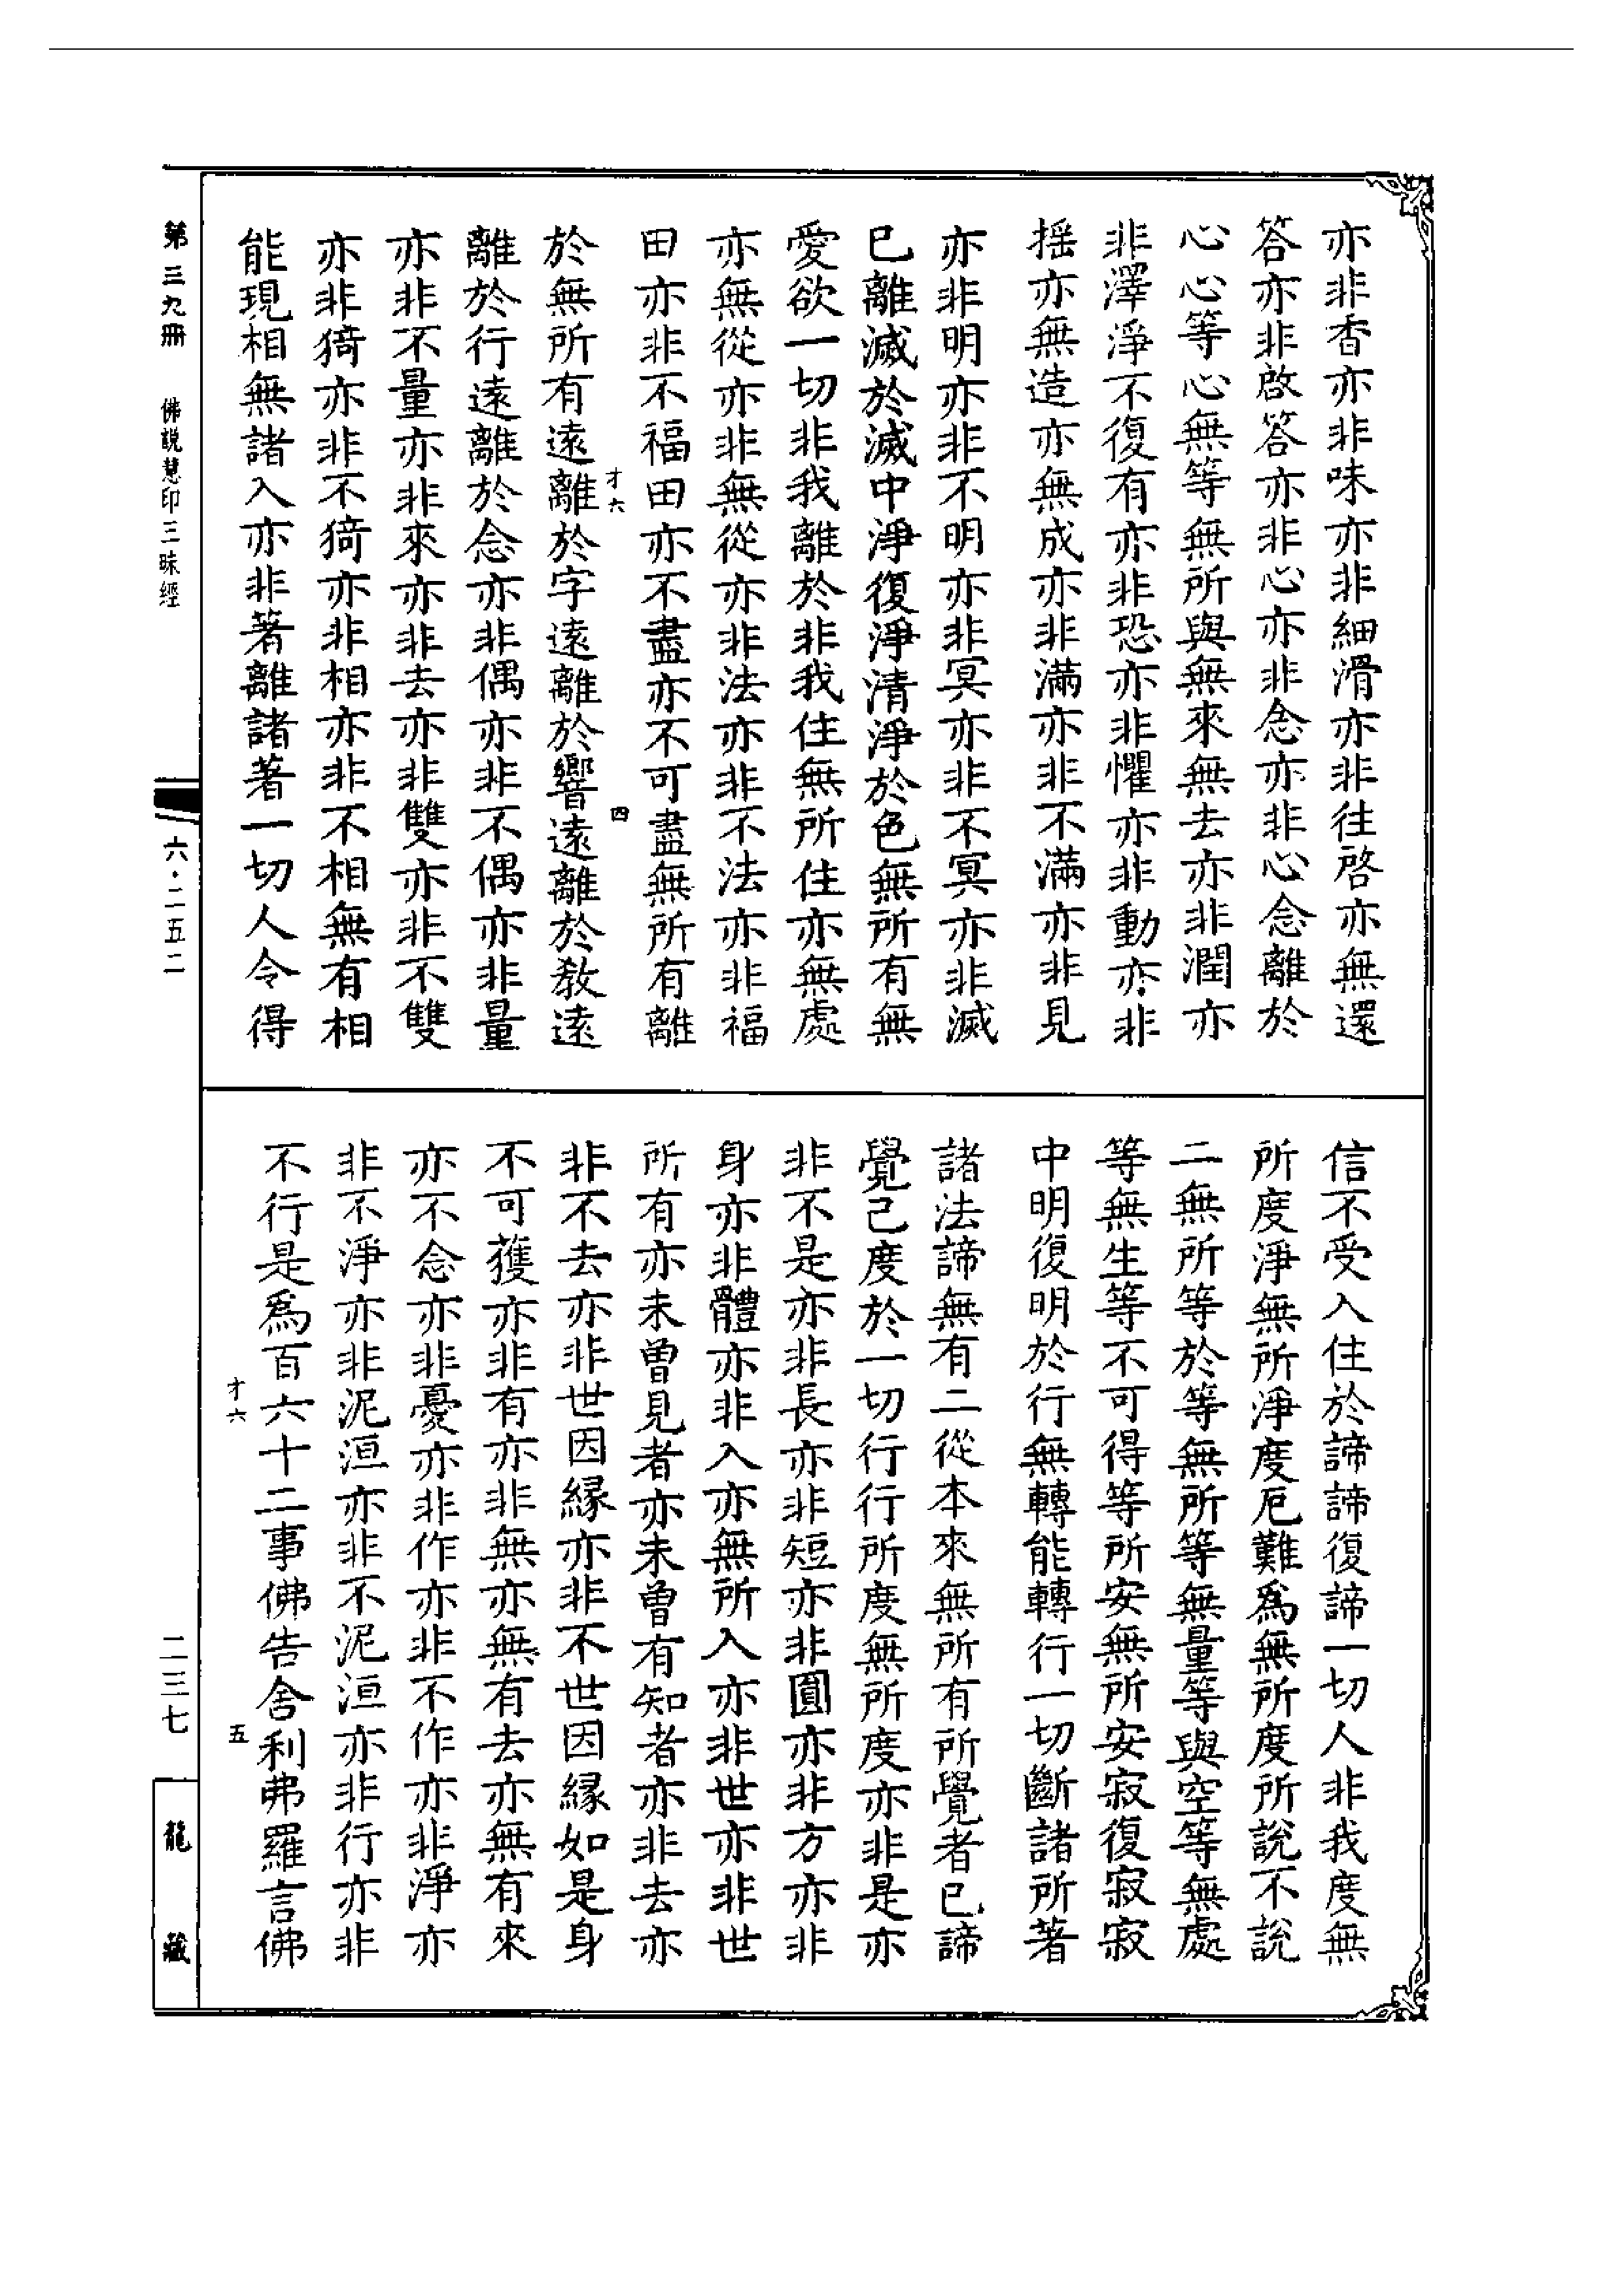 亦非香亦非味亦非細滑亦非往啓亦無還
答亦非啟答亦非心亦非念亦非心念離於
心心等心無等無所與無來無去亦非潤亦
非澤淨不復有亦非恐亦非懼亦非動亦非
搖亦無造亦無成亦非滿亦非不滿亦非見
亦非明亦非不明亦非冥亦非不冥亦非滅
已離滅於滅中淨復淨清淨於色無所有無
愛欲一切非我離於非我住無所住亦無處
亦無從亦非無從亦非法亦非不法亦非福
田亦非不福田亦不盡亦不可盡無所有離
才六
四
於無所有遠離於字遠離於響遠離於教遠
離於行遠離於念亦非偶亦非不偶亦非量
亦非不量亦非來亦非去亦非雙亦非不雙
亦非猗亦非不猗亦非相亦非不相無有相
能現相無諸入亦非著離諸著一切人令得
信不受入住於諦諦復諦一切人非我度無
所度淨無所淨度厄難為無所度所說不說
二無所等於等無所等無量等與空等無處
等無生等不可得等所安無所安寂復寂寂
中明復明於行無轉能轉行一切斷諸所著
諸法諦無有二從本來無所有所覺者已諦
覺已度於一切行行所度無所度亦非是亦
非不是亦非長亦非短亦非圓亦非方亦非
身亦非體亦非入亦無所入亦非世亦非世
所有亦未曾見者亦未曾有知者亦非去亦
非不去亦非世因緣亦非不世因緣如是身
不可獲亦非有亦非無亦無有去亦無有來
亦不念亦非憂亦非作亦非不作亦非淨亦
非不淨亦非泥洹亦非不泥洹亦非行亦非
不行是為百六十二事佛告舍利弗羅言佛
才六
五
第三九冊 佛說慧印三昧經
六·二五二
二三七
龍藏